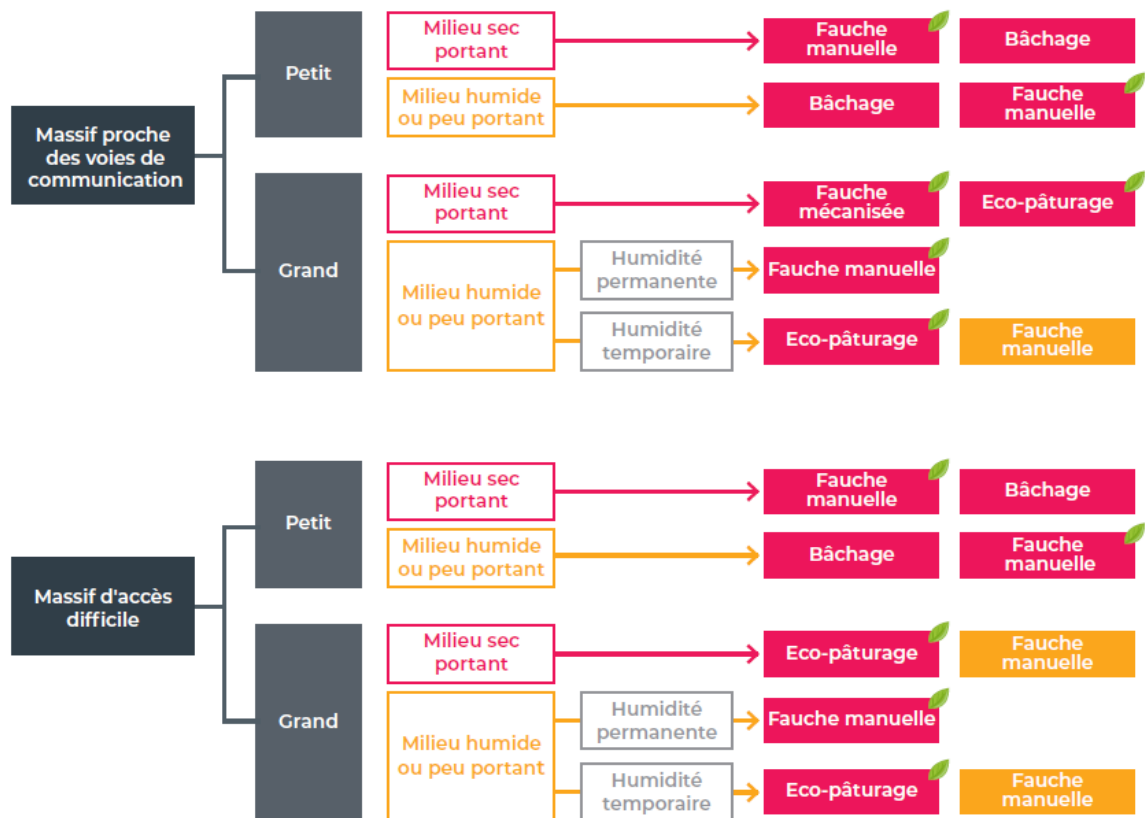 Massif proche
des voies de
communication
Petit
Milieu sec
portant
Fauche
manuelle
Bâchage
Milieu humide
ou peu portant
Bâchage
Fauche
manuelle
Grand
Milieu sec
portant
Fauche
mécanisée
Eco-pâturage
Milieu humide
ou peu portant
Humidité
permanente
Fauche manuelle
Humidité
temporaire
Eco-pâturage
Fauche
manuelle
Massif d'accès
difficile
Petit
Milieu sec
portant
Fauche
manuelle
Bâchage
Milieu humide
ou peu portant
Bâchage
Fauche
manuelle
Grand
Milieu sec
portant
Eco-pâturage
Fauche
manuelle
Milieu humide
ou peu portant
Humidité
permanente
Fauche manuelle
Humidité
temporaire
Eco-pâturage
Fauche
manuelle